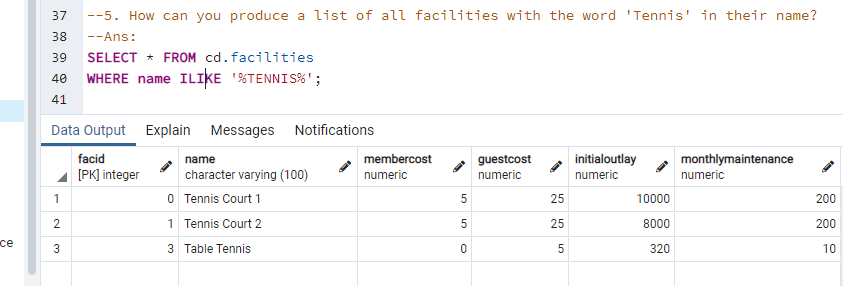 37 --5. How can you produce a list of all facilities with the word 'Tennis' in their name?
38 --Ans:
39 SELECT * FROM cd.facilities
40 WHERE name ILIKE '%TENNIS%';
41
Data Output Explain Messages Notifications
facid name membercost guestcost initialoutlay monthlymaintenance
[PK] integer character varying (100) numeric numeric numeric numeric
1 0 Tennis Court 1 5 25 10000 200
2 1 Tennis Court 2 5 25 8000 200
ce 3 3 Table Tennis 0 5 320 10